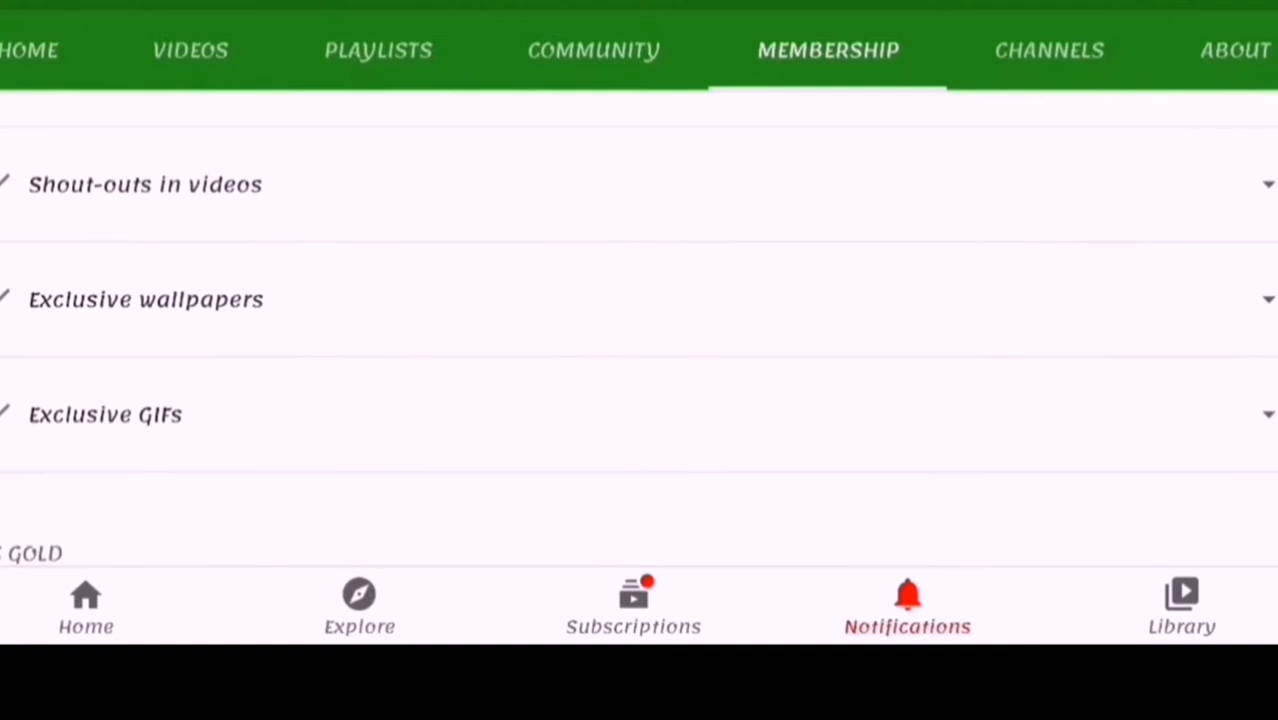 HOME VIDEOS PLAYLISTS COMMUNITY MEMBERSHIP CHANNELS ABOUT
Shout-outs in videos
Exclusive wallpapers
Exclusive GIFs
GOLD
Home Explore Subscriptions Notifications Library